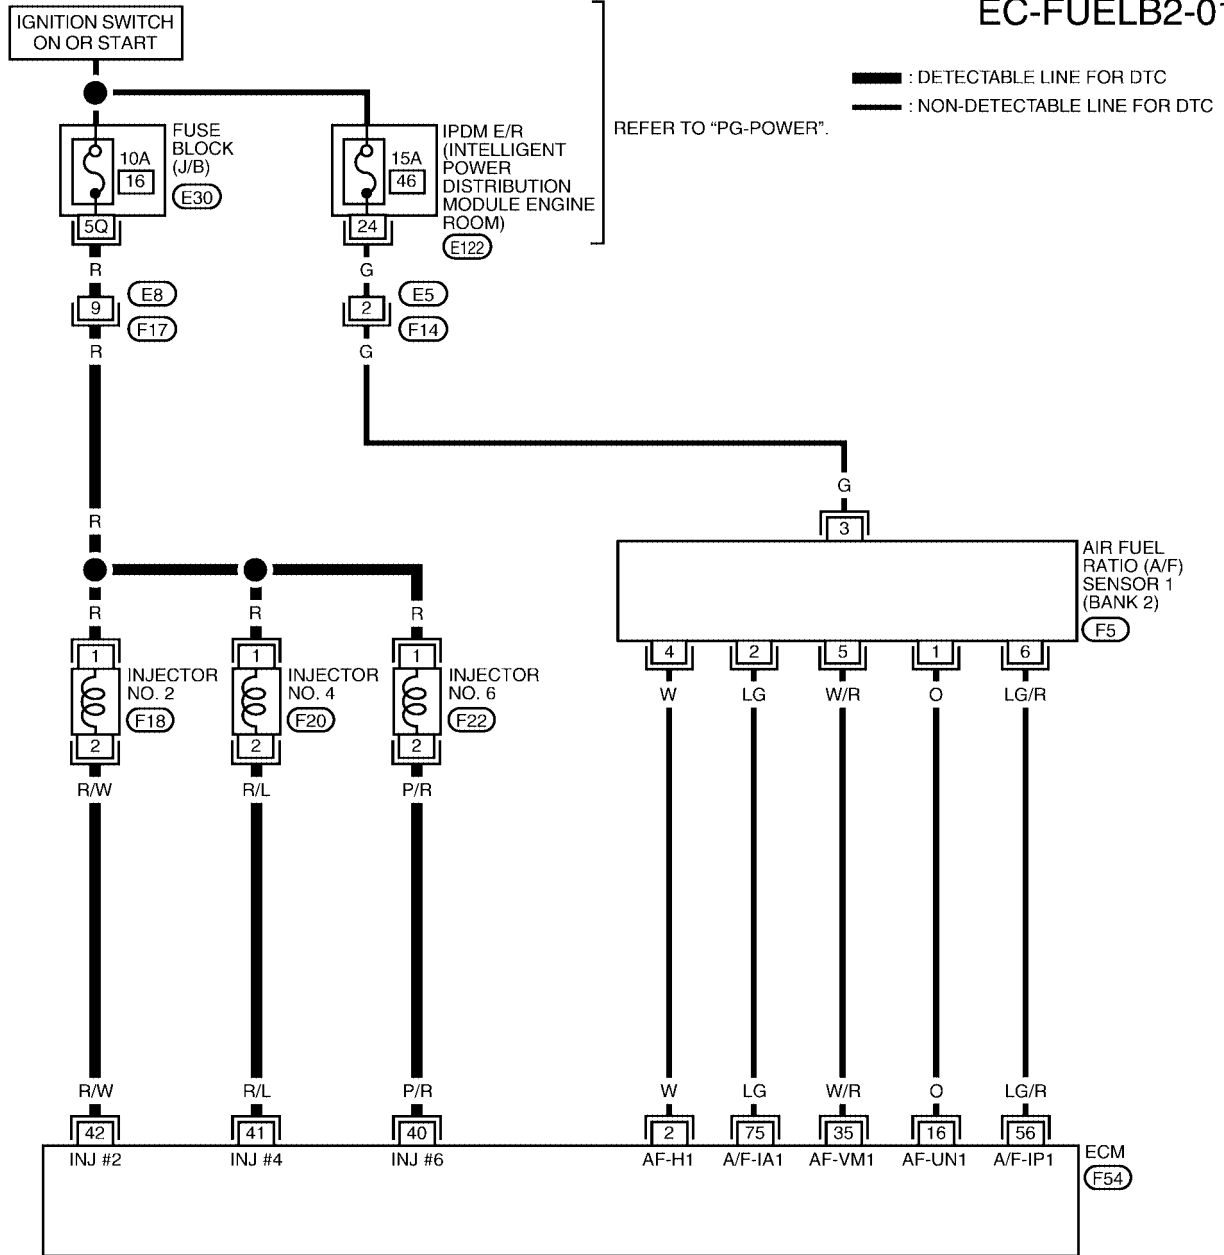 EC-FUELB2-01
IGNITION SWITCH
ON OR START
: DETECTABLE LINE FOR DTC
: NON-DETECTABLE LINE FOR DTC
REFER TO “PG-POWER”.
FUSE
BLOCK
(J/B)
E30
10A
16
5Q
IPDM E/R
(INTELLIGENT
POWER
DISTRIBUTION
MODULE ENGINE
ROOM)
E122
15A
46
24
R
G
9
E8
F17
2
E5
F14
R
G
R
G
3
AIR FUEL
RATIO (A/F)
SENSOR 1
(BANK 2)
F5
R
R
R
1
INJECTOR
NO. 2
F18
2
1
INJECTOR
NO. 4
F20
2
1
INJECTOR
NO. 6
F22
2
4
2
5
1
6
W
LG
W/R
O
LG/R
R/W
R/L
P/R
R/W
R/L
P/R
W
LG
W/R
O
LG/R
42
41
40
2
75
35
16
56
INJ #2
INJ #4
INJ #6
AF-H1
A/F-IA1
AF-VM1
AF-UN1
A/F-IP1
ECM
F54